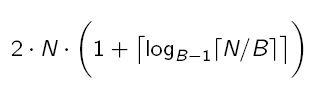 2 · N · (1 + ⌈log_{B−1}⌈N/B⌉⌉)